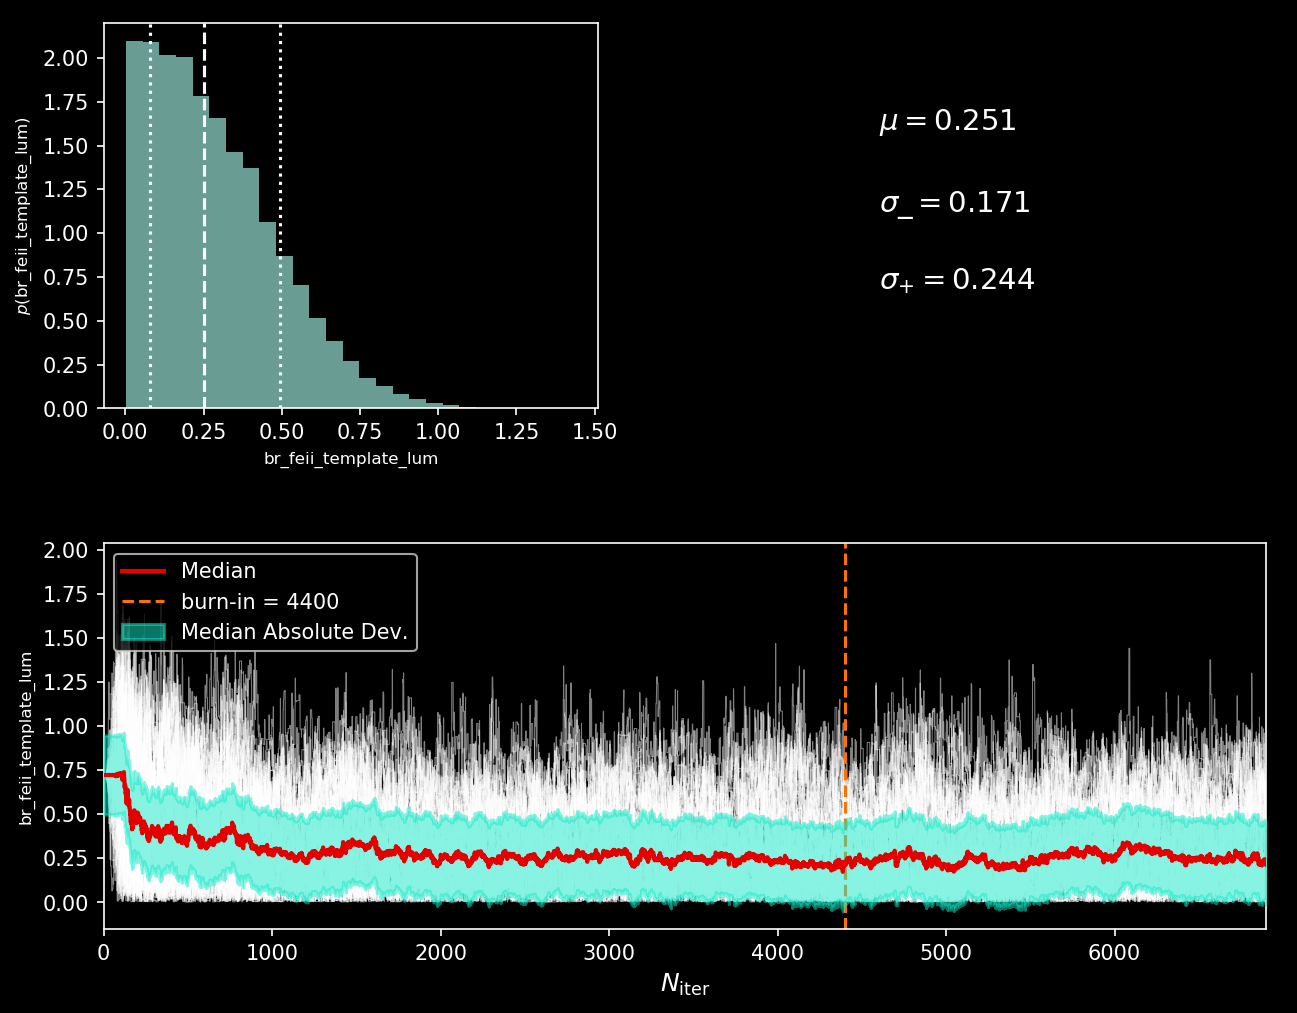 2.00
1.75
1.50
1.25
1.00
0.75
0.50
0.25
0.00
p(br_feii_template_lum)
0.00 0.25 0.50 0.75 1.00 1.25 1.50
br_feii_template_lum
μ = 0.251
σ₋ = 0.171
σ₊ = 0.244
2.00
1.75
1.50
1.25
1.00
0.75
0.50
0.25
0.00
br_feii_template_lum
Median
burn-in = 4400
Median Absolute Dev.
0 1000 2000 3000 4000 5000 6000
N_iter